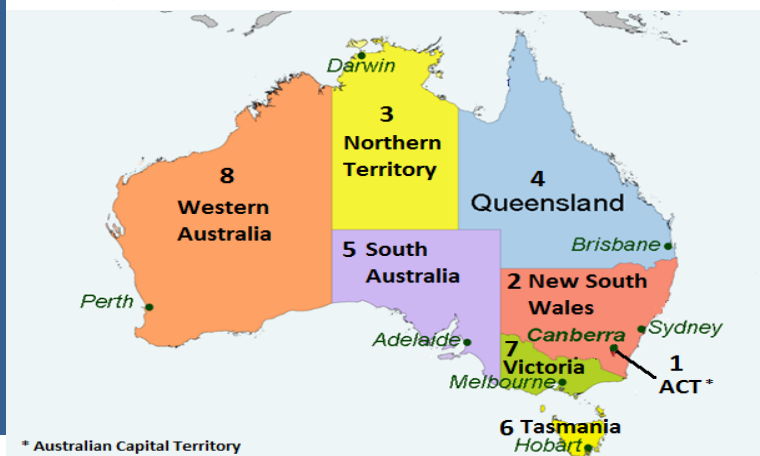 Darwin
3
Northern
Territory
8
Western
Australia
4
Queensland
5 South
Australia
Brisbane
2 New South
Wales
Perth
Adelaide
Canberra
Sydney
7
Victoria
1
ACT *
Melbourne
6 Tasmania
Hobart
* Australian Capital Territory